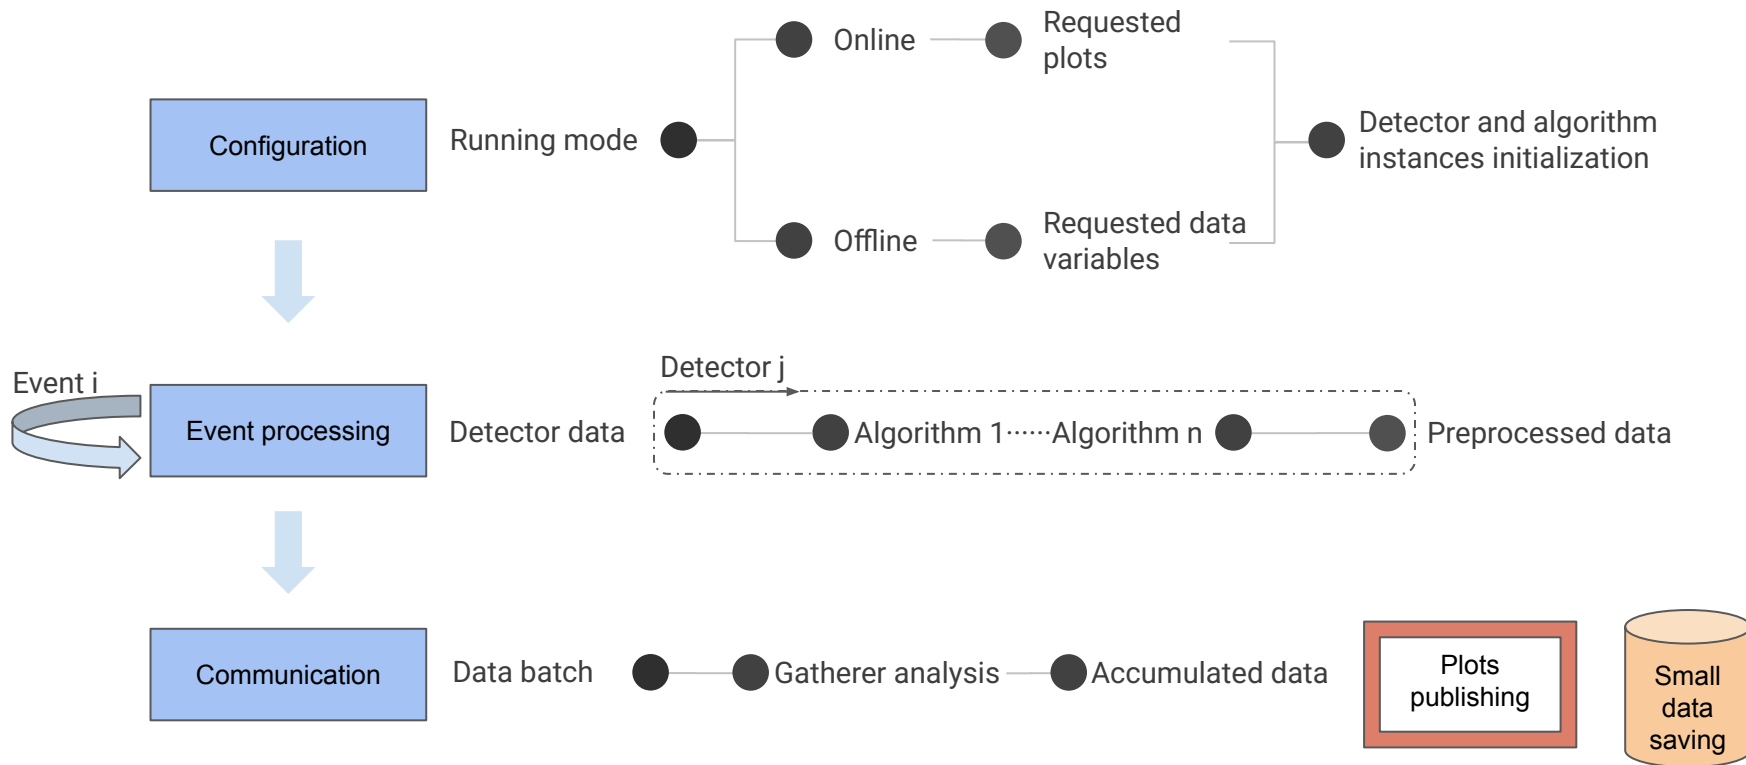 Online
Requested
plots
Configuration
Running mode
Detector and algorithm
instances initialization
Offline
Requested data
variables
Event i
Detector j
Event processing
Detector data
Algorithm 1······Algorithm n
Preprocessed data
Communication
Data batch
Gatherer analysis
Accumulated data
Plots
publishing
Small
data
saving